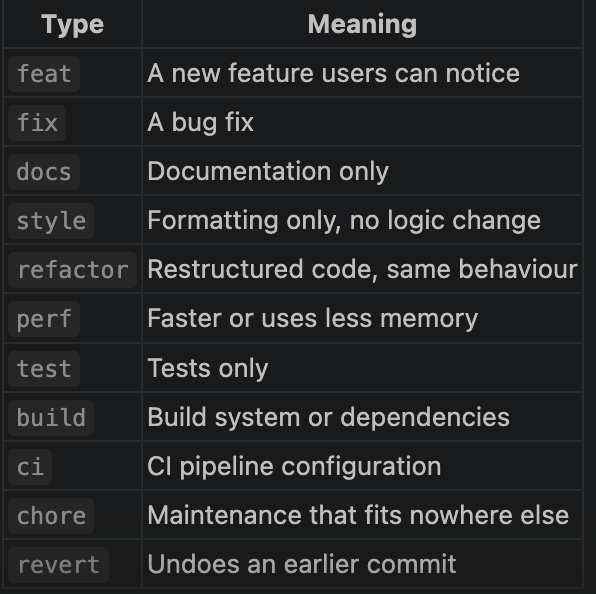 Type Meaning
feat A new feature users can notice
fix A bug fix
docs Documentation only
style Formatting only, no logic change
refactor Restructured code, same behaviour
perf Faster or uses less memory
test Tests only
build Build system or dependencies
ci CI pipeline configuration
chore Maintenance that fits nowhere else
revert Undoes an earlier commit